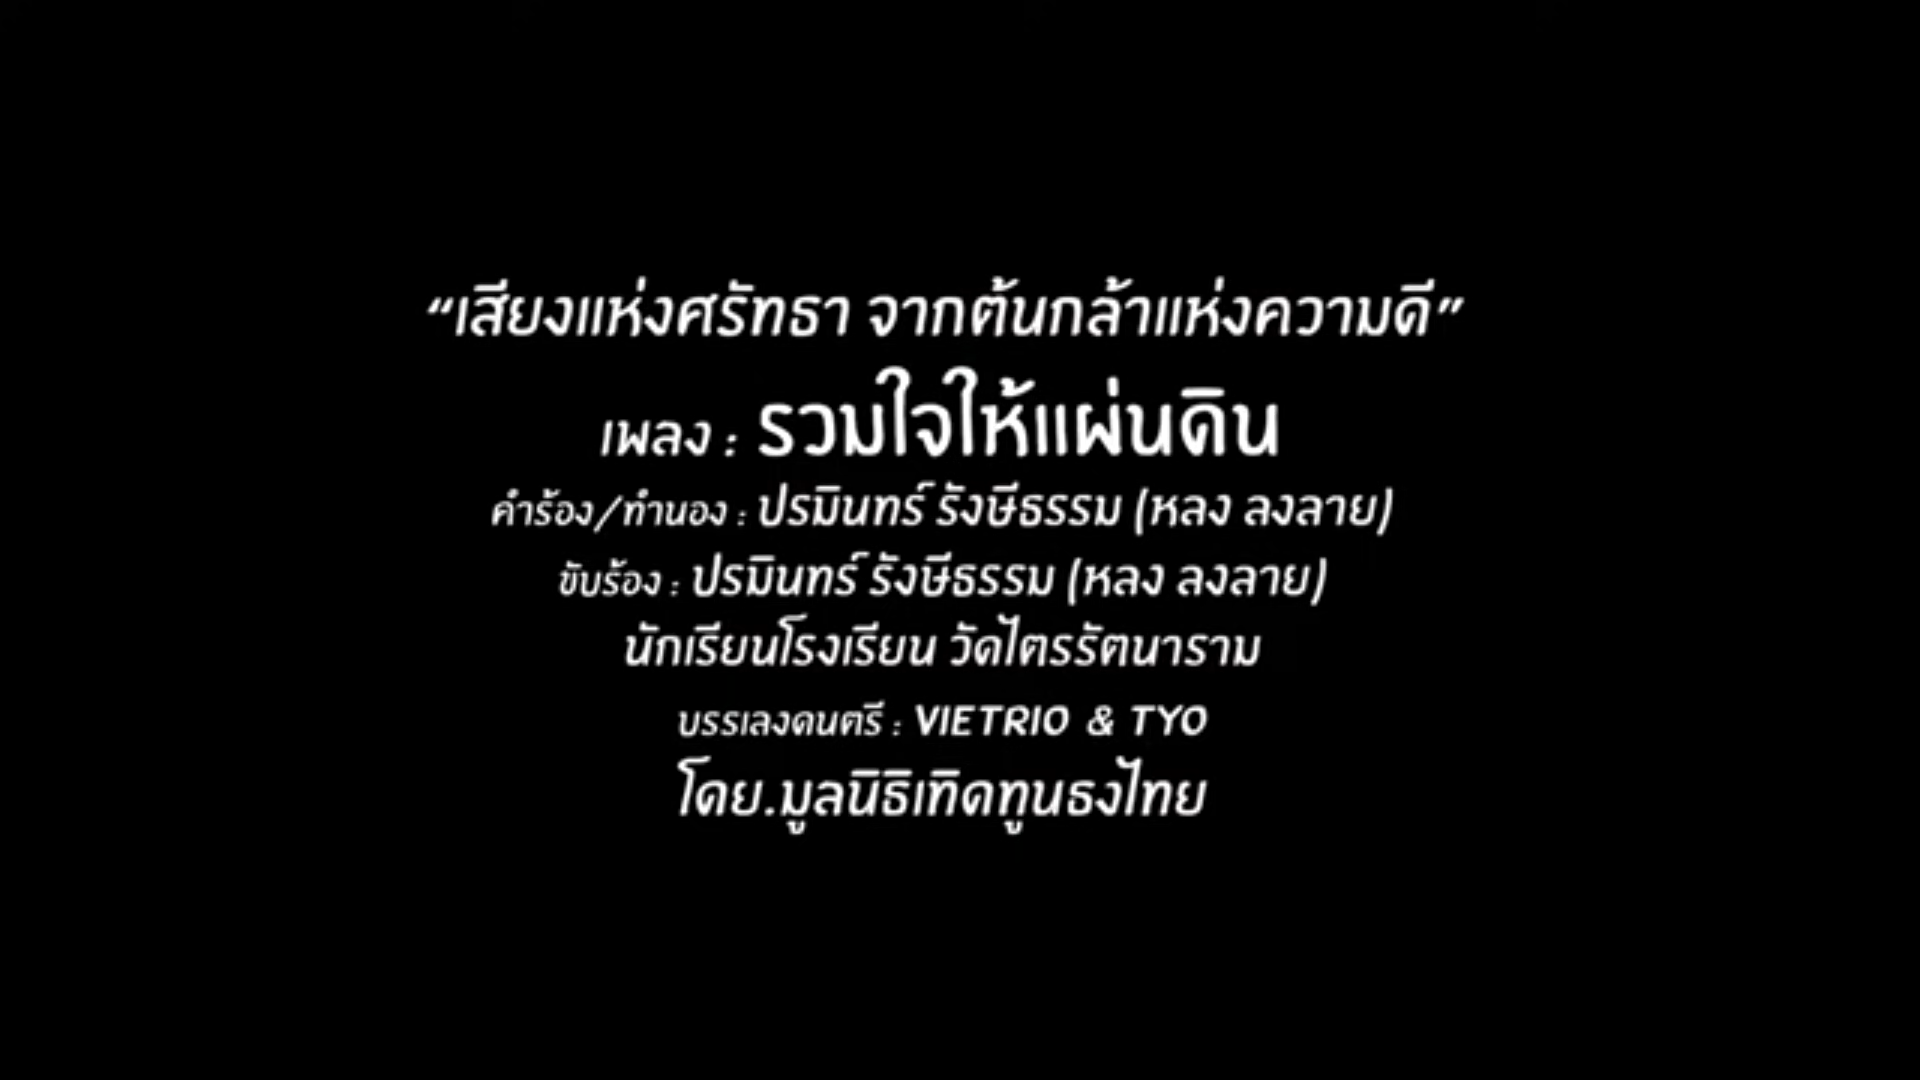 “เสียงแห่งศรัทธา จากต้นกล้าแห่งความดี”
เพลง : รวมใจให้แผ่นดิน
คำร้อง/ทำนอง : ปรมินทร์ รังษีธรรม (หลง ลงลาย)
ขับร้อง : ปรมินทร์ รังษีธรรม (หลง ลงลาย)
นักเรียนโรงเรียน วัดไตรรัตนาราม
บรรเลงดนตรี : VIETRIO & TYO
โดย.มูลนิธิเทิดทูนธงไทย